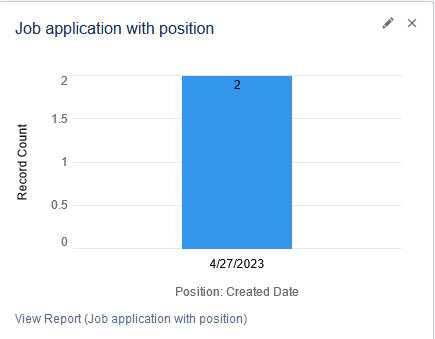 Job application with position
2
2
1.5
1
0.5
0
Record Count
4/27/2023
Position: Created Date
View Report (Job application with position)